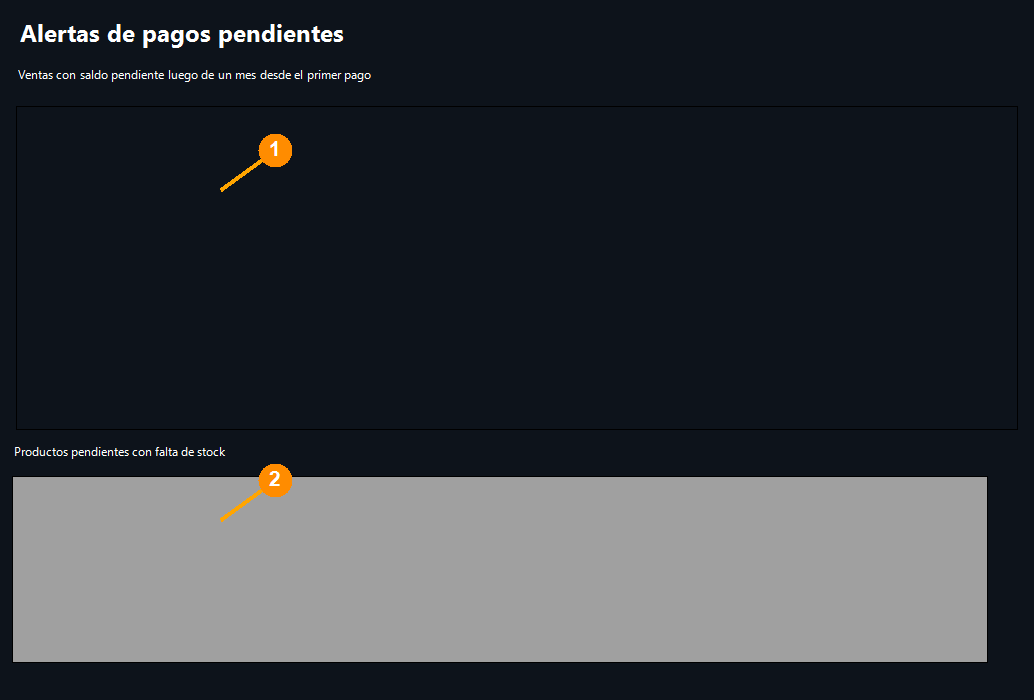 Alertas de pagos pendientes
Ventas con saldo pendiente luego de un mes desde el primer pago
1
Productos pendientes con falta de stock
2